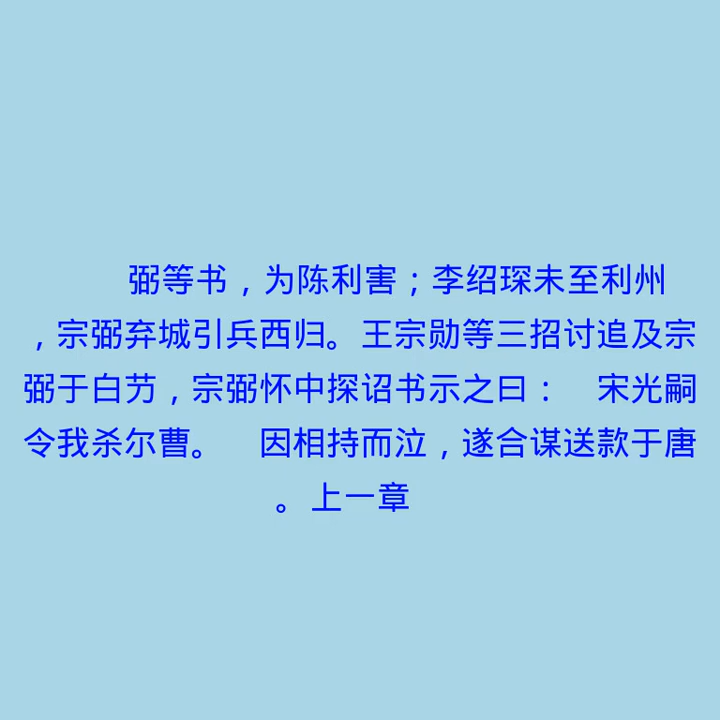 弼等书，为陈利害；李绍琛未至利州
，宗弼弃城引兵西归。王宗勋等三招讨追及宗
弼于白艻，宗弼怀中探诏书示之曰：　宋光嗣
令我杀尔曹。　因相持而泣，遂合谋送款于唐
。上一章